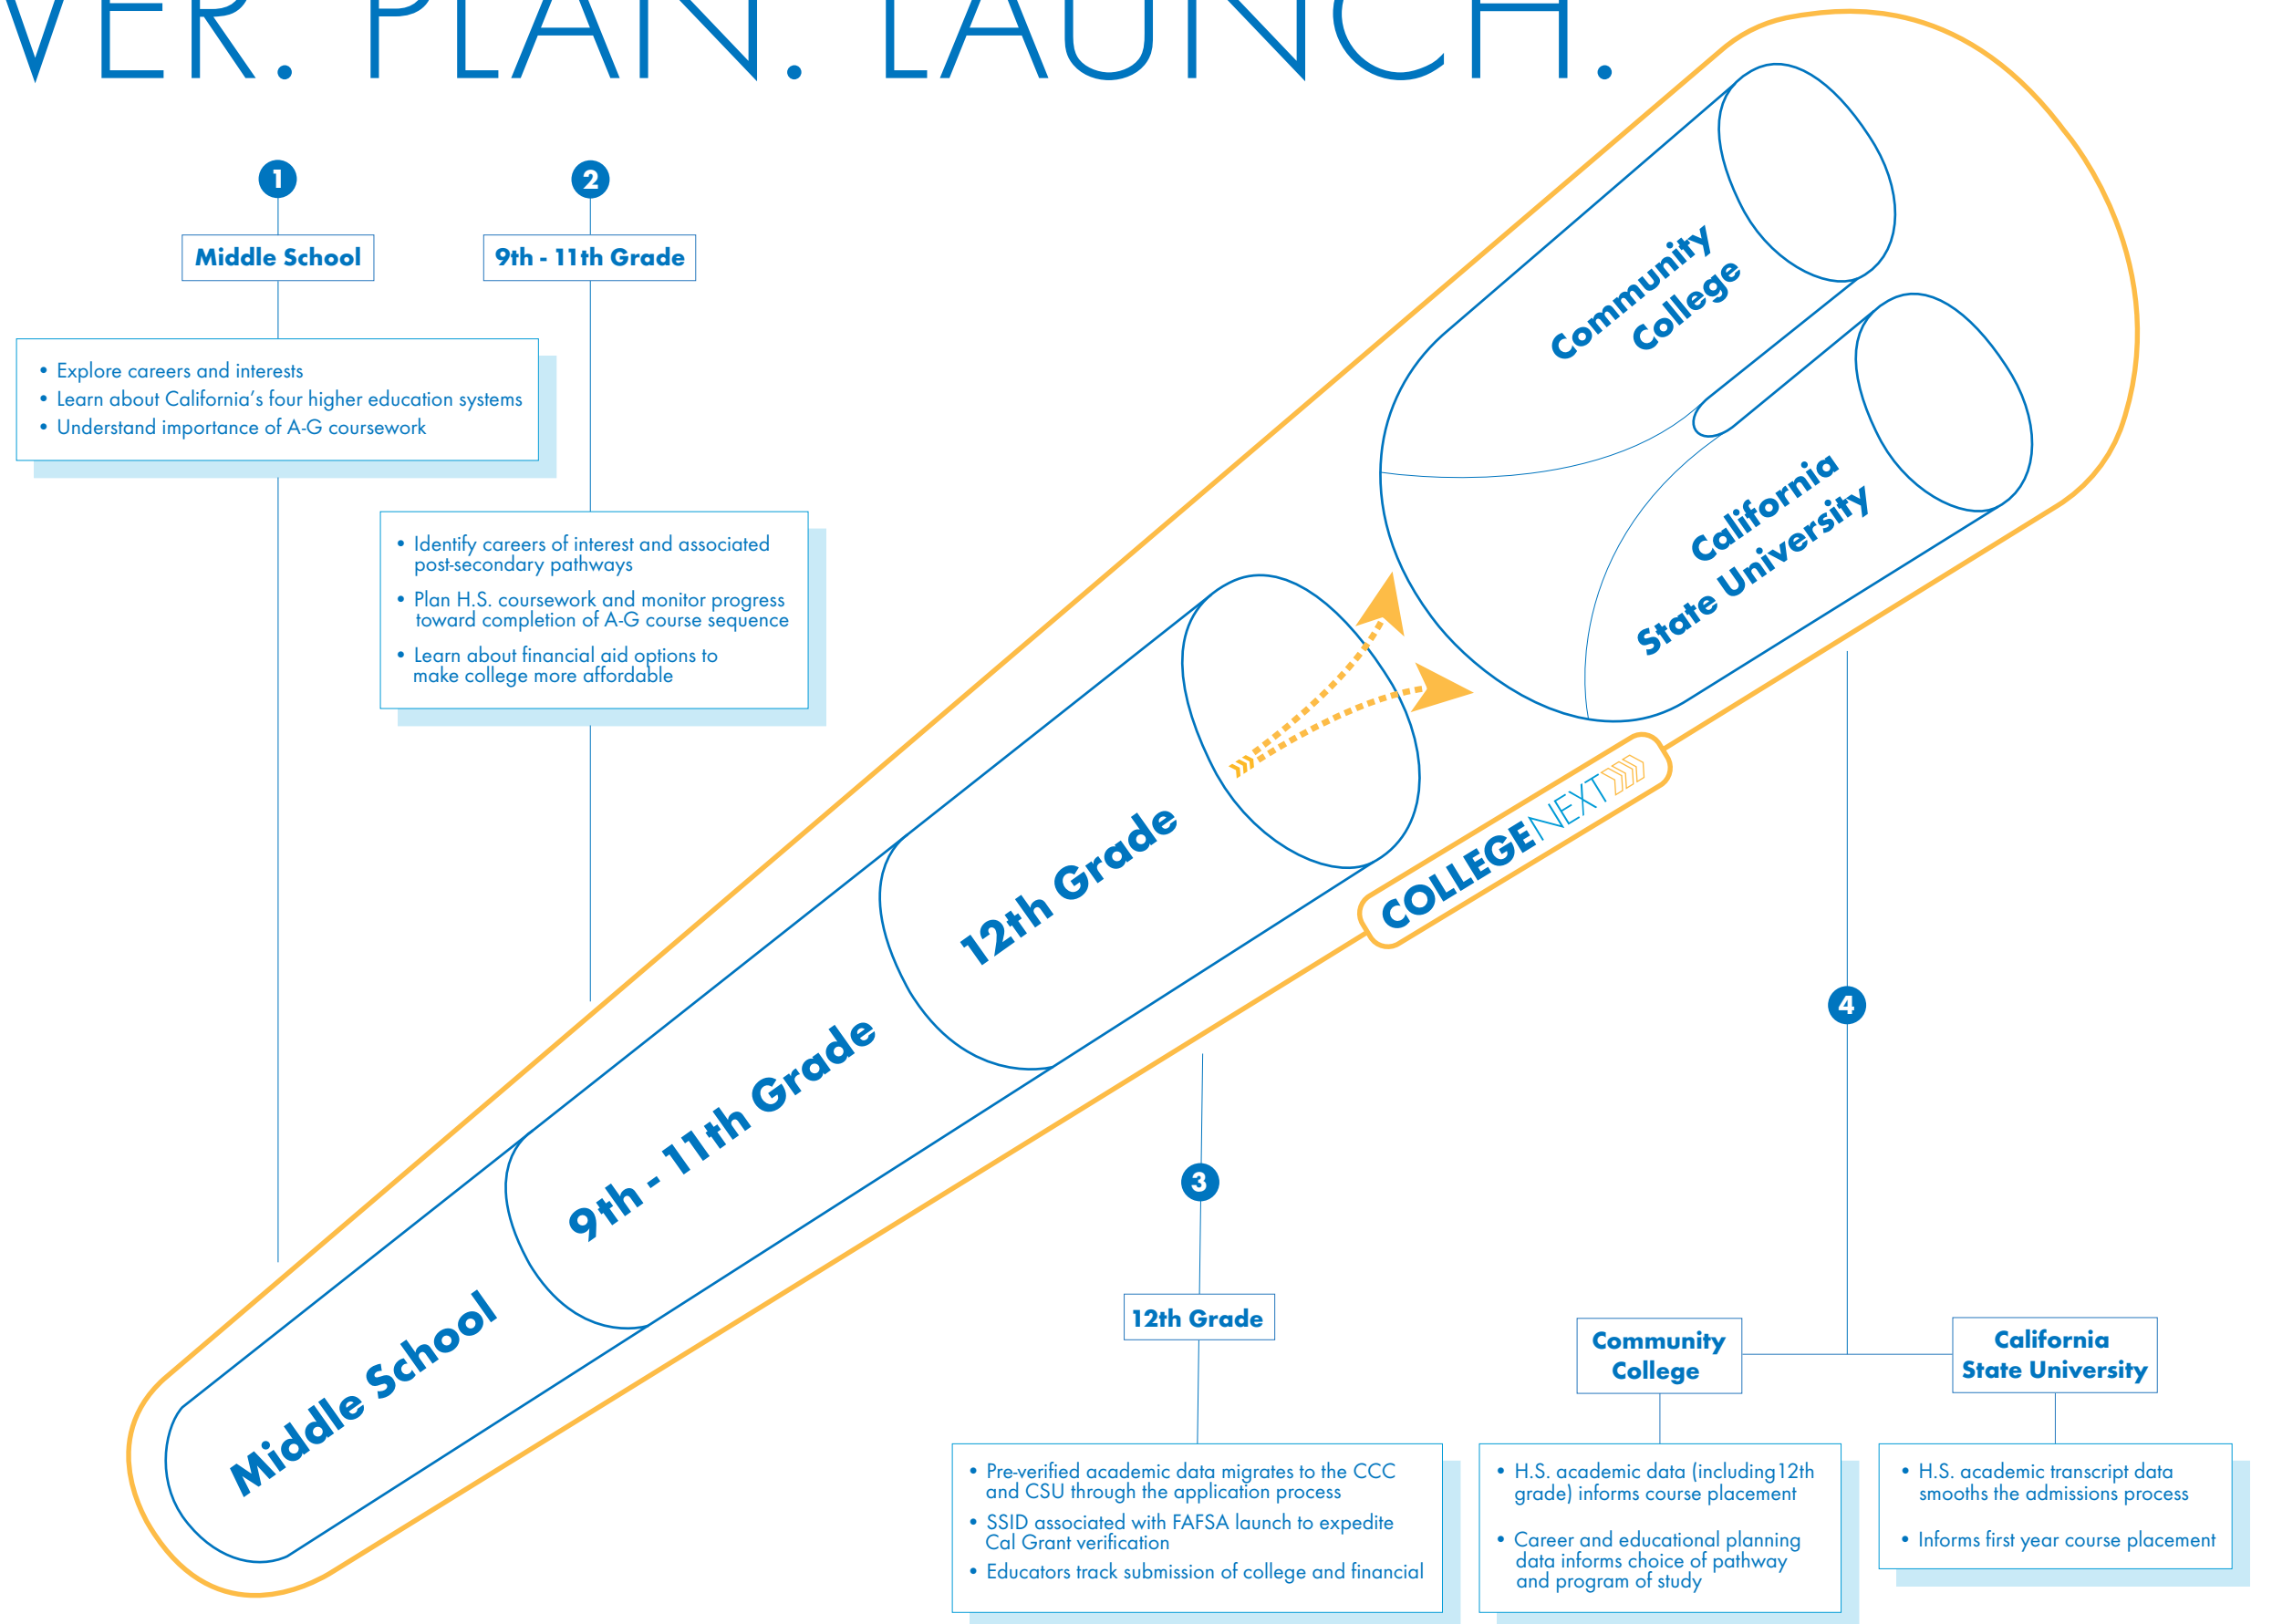 VER. PLAN. LAUNCH.
1
Middle School
• Explore careers and interests
• Learn about California's four higher education systems
• Understand importance of A-G coursework
2
9th - 11th Grade
• Identify careers of interest and associated
post-secondary pathways
• Plan H.S. coursework and monitor progress
toward completion of A-G course sequence
• Learn about financial aid options to
make college more affordable
Middle School
9th - 11th Grade
12th Grade
Community
College
California
State University
COLLEGENEXT
3
12th Grade
• Pre-verified academic data migrates to the CCC
and CSU through the application process
• SSID associated with FAFSA launch to expedite
Cal Grant verification
• Educators track submission of college and financial
4
Community
College
• H.S. academic data (including12th
grade) informs course placement
• Career and educational planning
data informs choice of pathway
and program of study
California
State University
• H.S. academic transcript data
smooths the admissions process
• Informs first year course placement